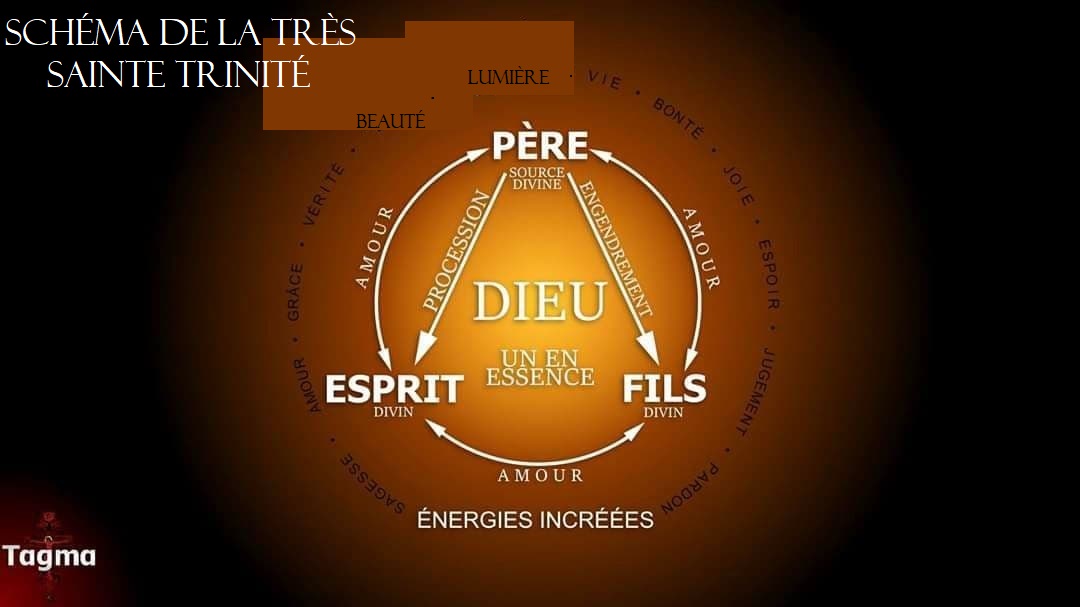 SCHÉMA DE LA TRÈS
SAINTE TRINITÉ
LUMIÈRE • VIE • BONTÉ • JOIE • ESPOIR • JUGEMENT • PARDON
BEAUTÉ
SAGESSE • AMOUR • GRÂCE • VÉRITÉ •
PÈRE
SOURCE
DIVINE
AMOUR
PROCESSION
ENGENDREMENT
AMOUR
DIEU
UN EN
ESSENCE
ESPRIT
DIVIN
FILS
DIVIN
AMOUR
ÉNERGIES INCRÉÉES
Tagma